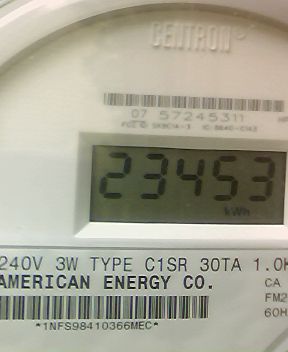 CENTRON
07 57245311
23453
kWh
240V 3W TYPE C1SR 30TA 1.0K
AMERICAN ENERGY CO.
CA
FM2
60H
*1NFS98410366MEC*